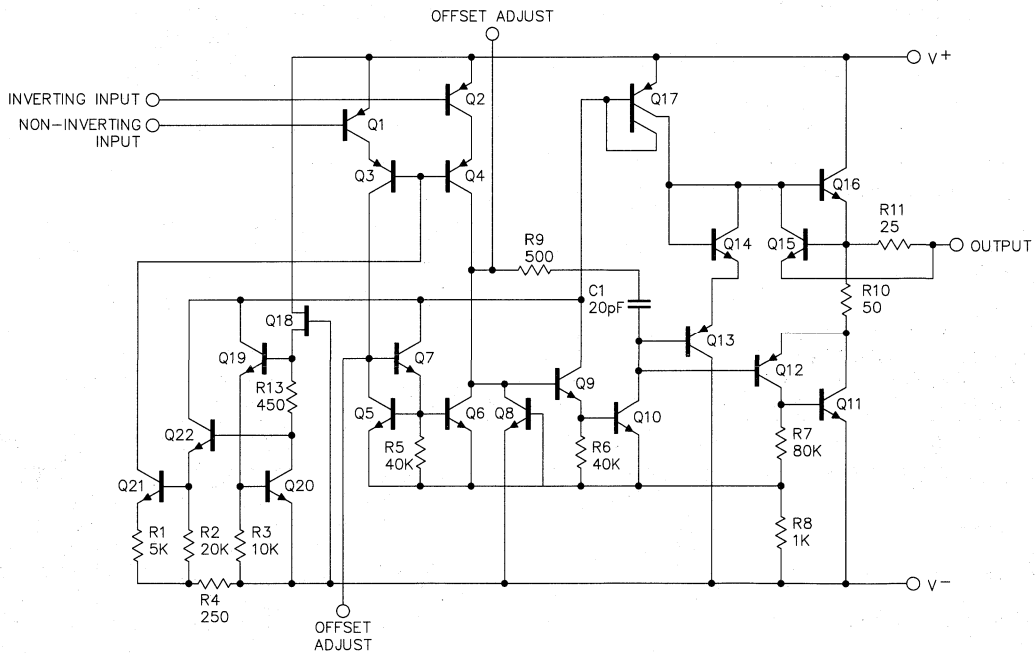 OFFSET ADJUST
V+
INVERTING INPUT
Q2
Q17
NON-INVERTING
INPUT
Q1
Q3
Q4
Q16
R11
25
R9
500
Q14
Q15
OUTPUT
C1
20pF
R10
50
Q18
Q13
Q19
Q7
Q12
R13
450
Q9
Q5
Q6
Q8
Q10
Q11
Q22
R5
40K
R6
40K
R7
80K
Q21
Q20
R1
5K
R2
20K
R3
10K
R8
1K
R4
250
V-
OFFSET
ADJUST